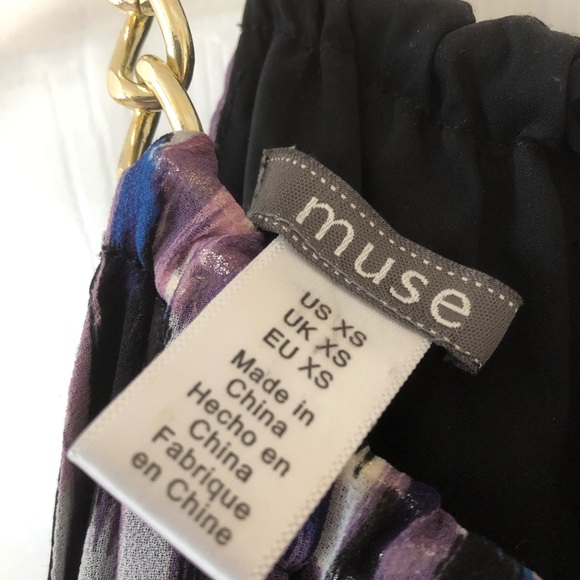 muse
US XS
UK XS
EU XS
Made in
China
Hecho en
China
Fabrique
en Chine